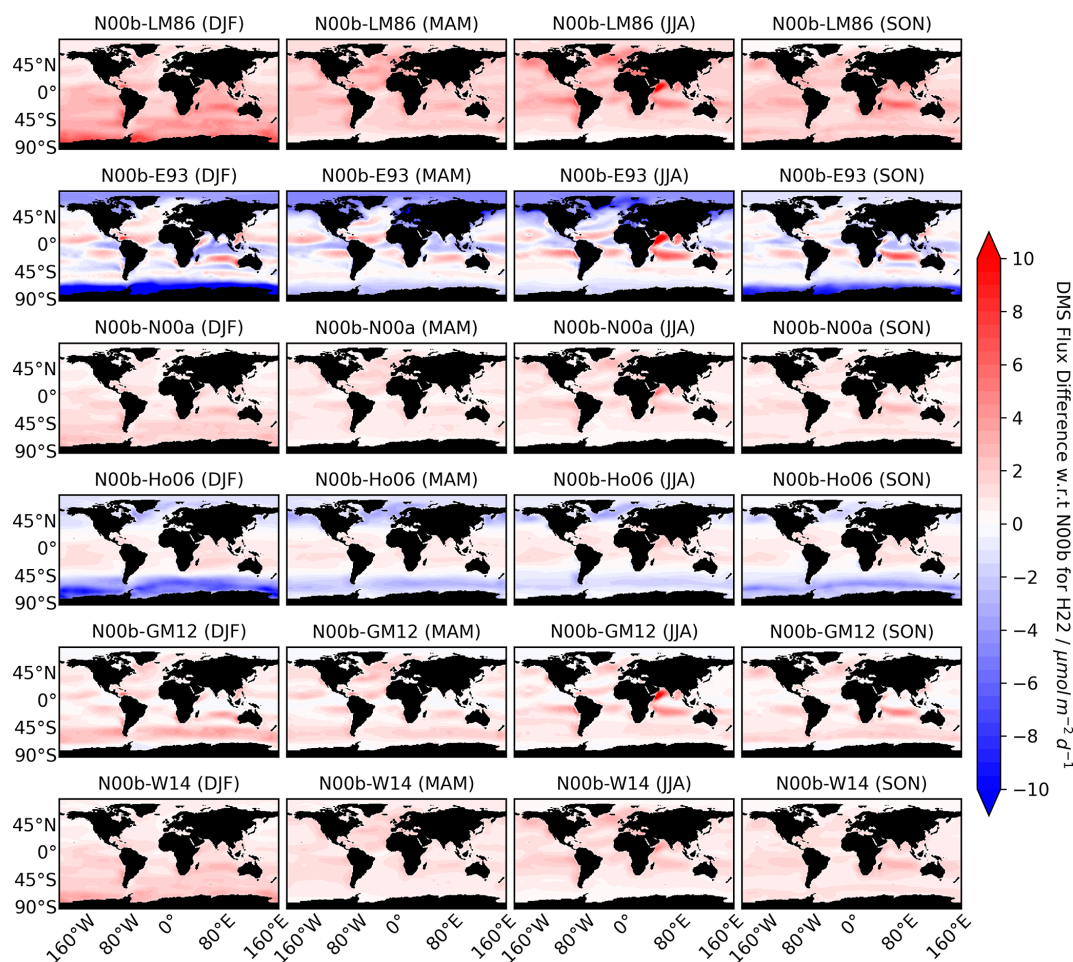 N00b-LM86 (DJF) N00b-LM86 (MAM) N00b-LM86 (JJA) N00b-LM86 (SON)
45°N
0°
45°S
90°S
N00b-E93 (DJF) N00b-E93 (MAM) N00b-E93 (JJA) N00b-E93 (SON)
45°N
0°
45°S
90°S
N00b-N00a (DJF) N00b-N00a (MAM) N00b-N00a (JJA) N00b-N00a (SON)
45°N
0°
45°S
90°S
N00b-Ho06 (DJF) N00b-Ho06 (MAM) N00b-Ho06 (JJA) N00b-Ho06 (SON)
45°N
0°
45°S
90°S
N00b-GM12 (DJF) N00b-GM12 (MAM) N00b-GM12 (JJA) N00b-GM12 (SON)
45°N
0°
45°S
90°S
N00b-W14 (DJF) N00b-W14 (MAM) N00b-W14 (JJA) N00b-W14 (SON)
45°N
0°
45°S
90°S
160°W 80°W 0° 80°E 160°E 160°W 80°W 0° 80°E 160°E 160°W 80°W 0° 80°E 160°E 160°W 80°W 0° 80°E 160°E
10
8
6
4
2
0
−2
−4
−6
−8
−10
DMS Flux Difference w.r.t N00b for H22 / μmol m⁻² d⁻¹